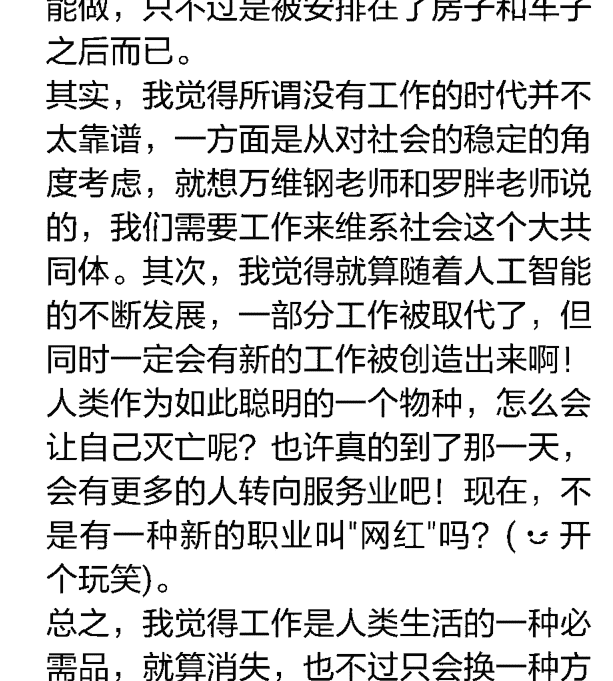 能做，只不过是被安排在了房子和车子
之后而已。
其实，我觉得所谓没有工作的时代并不
太靠谱，一方面是从对社会的稳定的角
度考虑，就想万维钢老师和罗胖老师说
的，我们需要工作来维系社会这个大共
同体。其次，我觉得就算随着人工智能
的不断发展，一部分工作被取代了，但
同时一定会有新的工作被创造出来啊！
人类作为如此聪明的一个物种，怎么会
让自己灭亡呢？也许真的到了那一天，
会有更多的人转向服务业吧！现在，不
是有一种新的职业叫"网红"吗？(开
个玩笑)。
总之，我觉得工作是人类生活的一种必
需品，就算消失，也不过只会换一种方